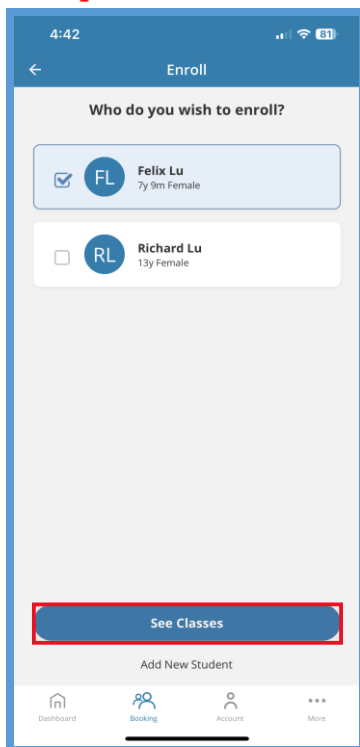 4:42
81
Enroll
Who do you wish to enroll?
FL
Felix Lu
7y 9m Female
RL
Richard Lu
13y Female
See Classes
Add New Student
Dashboard
Booking
Account
More